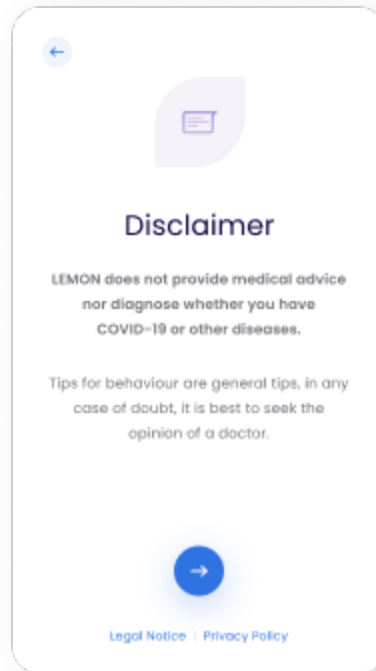 Disclaimer
LEMON does not provide medical advice
nor diagnose whether you have
COVID-19 or other diseases.
Tips for behaviour are general tips, in any
case of doubt, it is best to seek the
opinion of a doctor.
Legal Notice | Privacy Policy